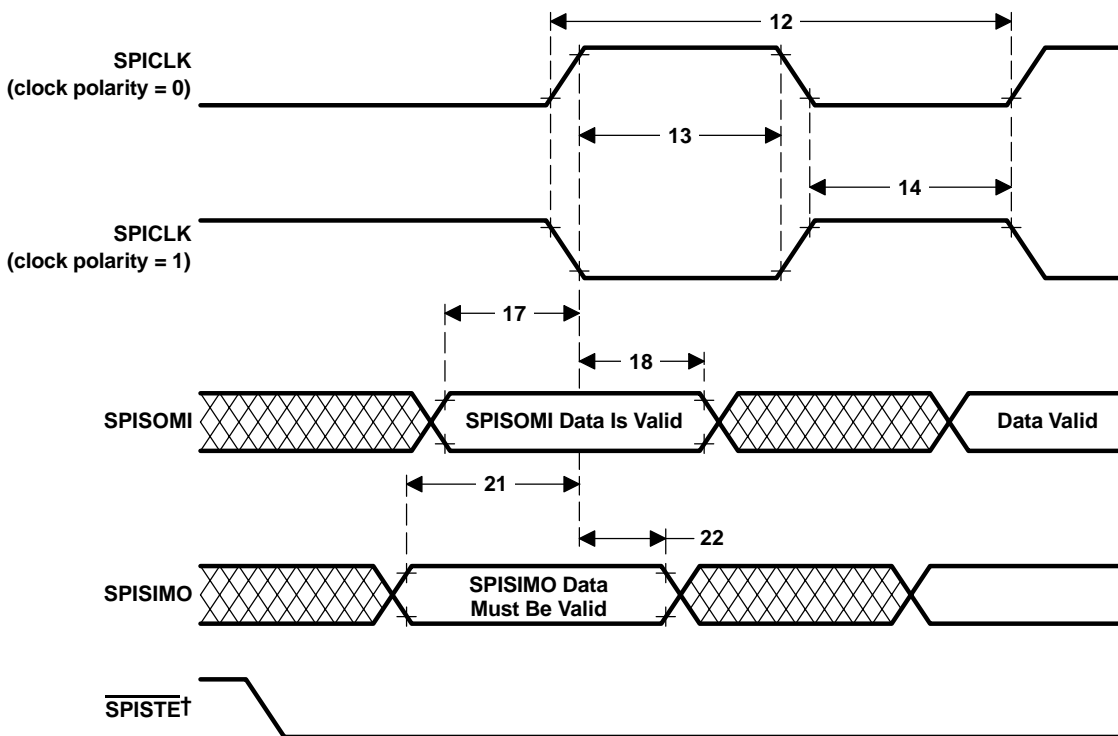 12
SPICLK
(clock polarity = 0)
13
14
SPICLK
(clock polarity = 1)
17
18
SPISOMI
SPISOMI Data Is Valid
Data Valid
21
22
SPISIMO
SPISIMO Data
Must Be Valid
SPISTE†